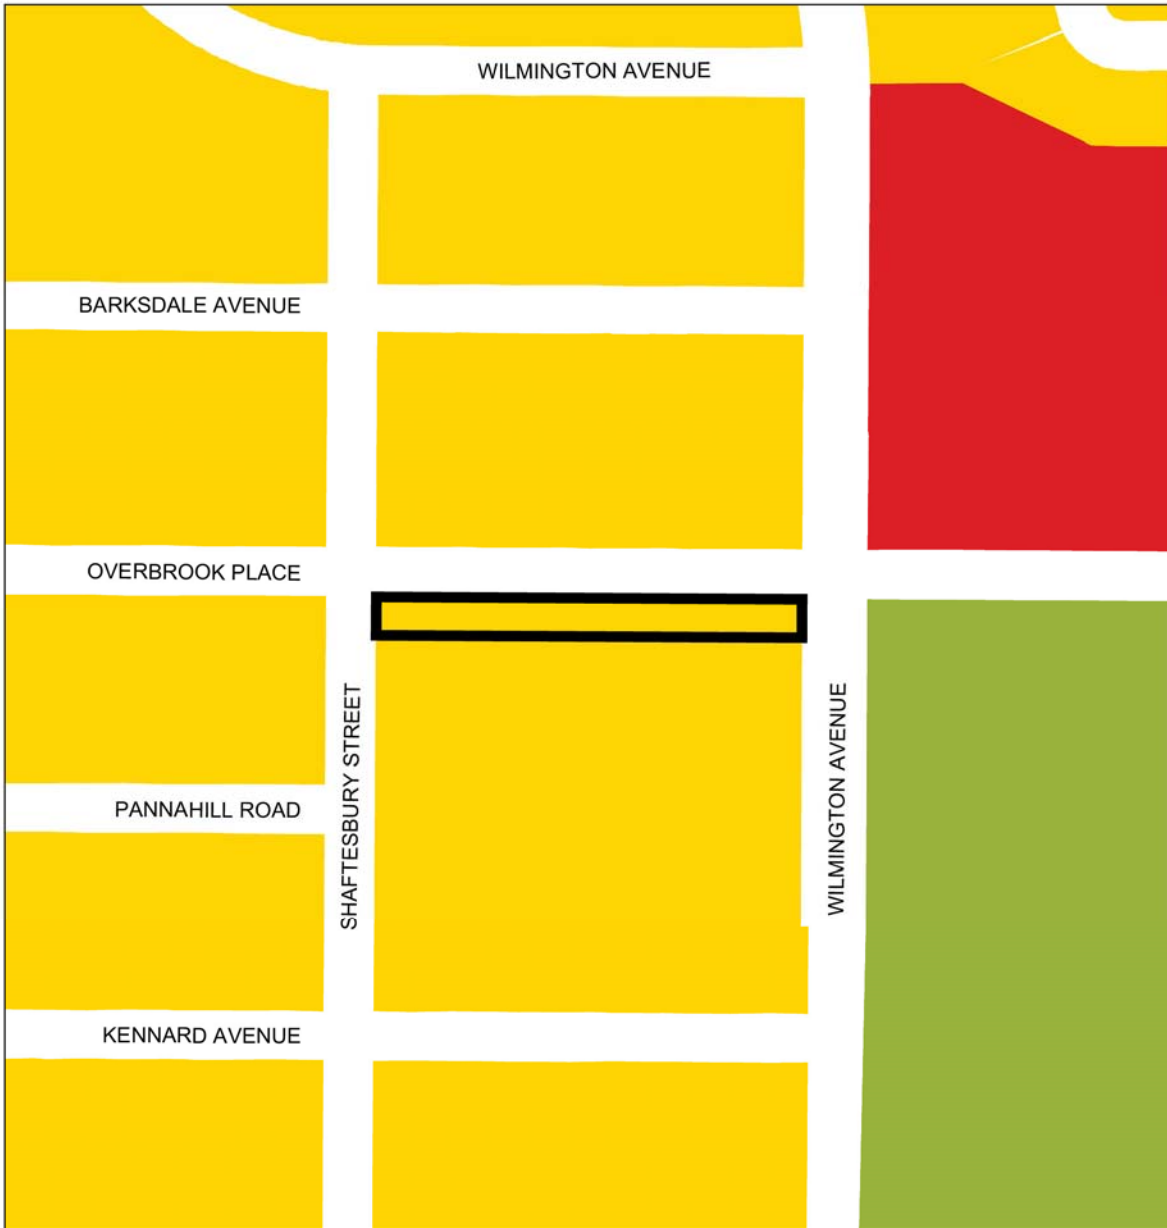 WILMINGTON AVENUE
BARKSDALE AVENUE
OVERBROOK PLACE
SHAFTESBURY STREET
WILMINGTON AVENUE
PANNAHILL ROAD
KENNARD AVENUE